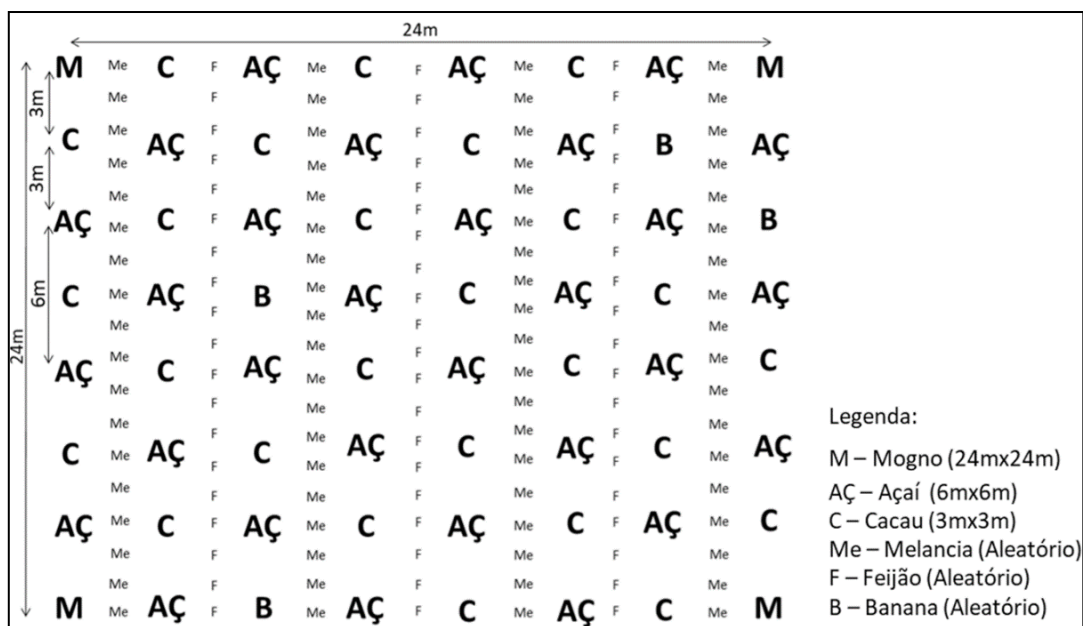 24m
M Me C F AÇ Me C F AÇ Me C F AÇ Me M
Me F Me F Me F Me
3m
Me F Me F Me F Me
C AÇ C AÇ C AÇ B AÇ
Me F Me F Me F Me
3m
Me F Me F Me F Me
AÇ Me C F AÇ Me C F AÇ Me C F AÇ Me B
Me F Me F Me F Me
6m
C Me AÇ F B Me AÇ F C Me AÇ F C Me AÇ
Me F Me F Me F Me
24m
AÇ Me C F AÇ Me C F AÇ Me C F AÇ Me C
Me F Me F Me F Me
Me F Me F Me F Me
C Me AÇ F C Me AÇ F C Me AÇ F C Me AÇ
Me F Me F Me F Me
AÇ Me C F AÇ Me C F AÇ Me C F AÇ Me C
Me F Me F Me F Me
Me F Me F Me F Me
M Me AÇ F B Me AÇ F C Me AÇ F C Me M
Legenda:
M – Mogno (24mx24m)
AÇ – Açaí (6mx6m)
C – Cacau (3mx3m)
Me – Melancia (Aleatório)
F – Feijão (Aleatório)
B – Banana (Aleatório)